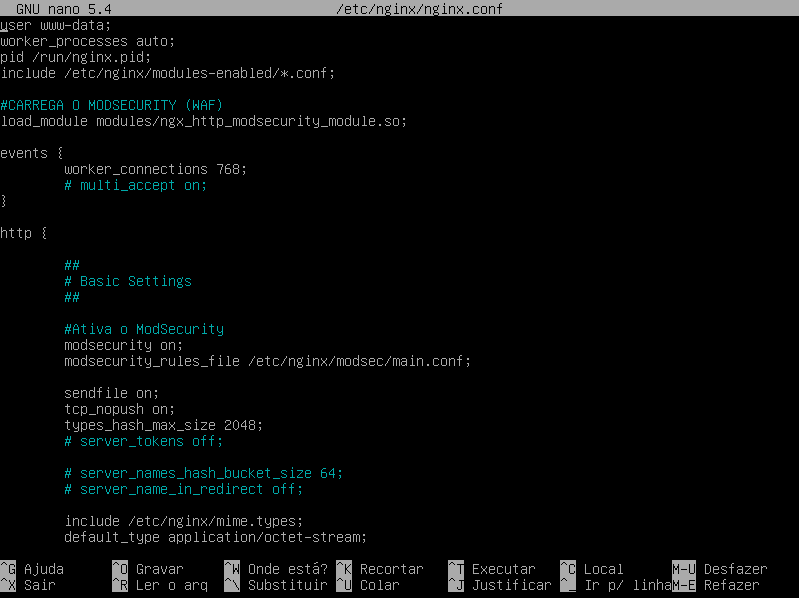 GNU nano 5.4 /etc/nginx/nginx.conf
user www-data;
worker_processes auto;
pid /run/nginx.pid;
include /etc/nginx/modules-enabled/*.conf;
#CARREGA O MODSECURITY (WAF)
load_module modules/ngx_http_modsecurity_module.so;
events {
worker_connections 768;
# multi_accept on;
}
http {
##
# Basic Settings
##
#Ativa o ModSecurity
modsecurity on;
modsecurity_rules_file /etc/nginx/modsec/main.conf;
sendfile on;
tcp_nopush on;
types_hash_max_size 2048;
# server_tokens off;
# server_names_hash_bucket_size 64;
# server_name_in_redirect off;
include /etc/nginx/mime.types;
default_type application/octet-stream;
^G Ajuda ^O Gravar ^W Onde está? ^K Recortar ^T Executar ^C Local M-U Desfazer
^X Sair ^R Ler o arq ^\ Substituir ^U Colar ^J Justificar ^_ Ir p/ linha M-E Refazer